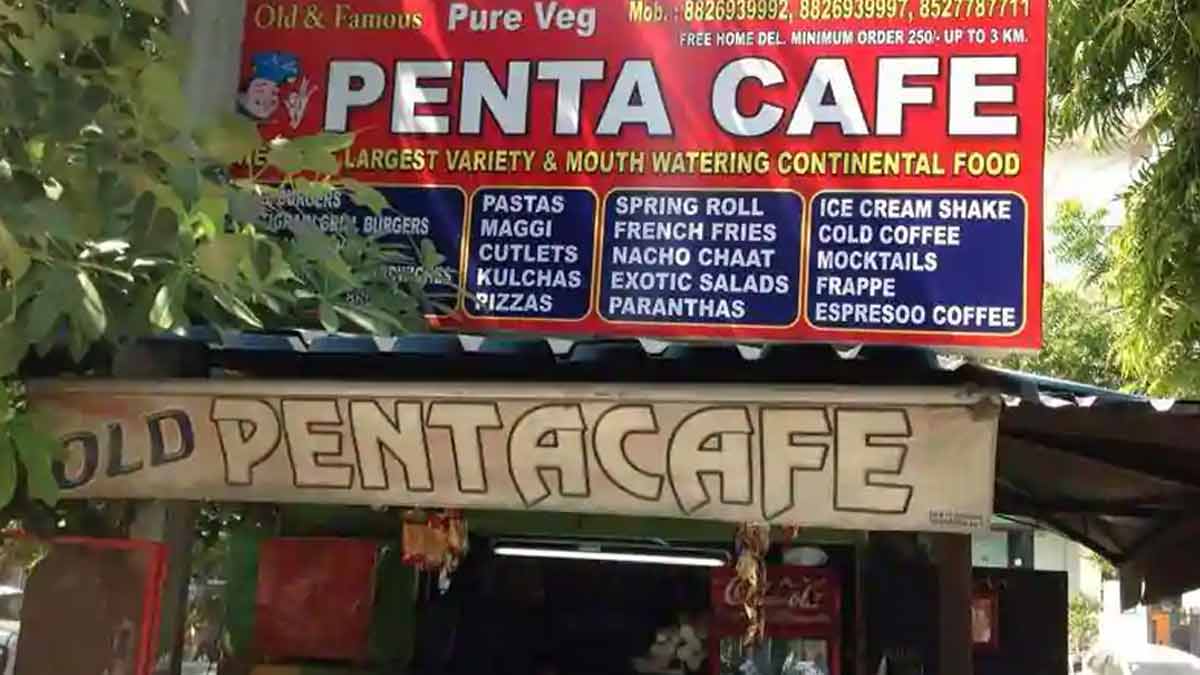 Old & Famous Pure Veg Mob. : 8826939992, 8826939997, 8527787711
FREE HOME DEL. MINIMUM ORDER 250/- UP TO 3 KM.
PENTA CAFE
LARGEST VARIETY & MOUTH WATERING CONTINENTAL FOOD
BURGERS
BURGERS
PASTAS
MAGGI
CUTLETS
KULCHAS
PIZZAS
SPRING ROLL
FRENCH FRIES
NACHO CHAAT
EXOTIC SALADS
PARANTHAS
ICE CREAM SHAKE
COLD COFFEE
MOCKTAILS
FRAPPE
ESPRESOO COFFEE
OLD PENTACAFE